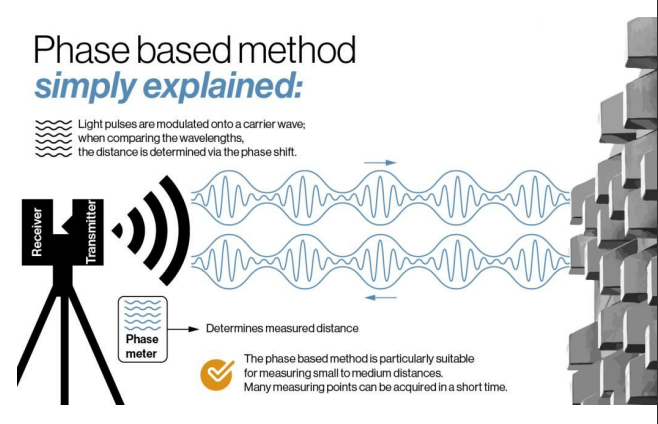 Phase based method
simply explained:
Light pulses are modulated onto a carrier wave;
when comparing the wavelengths,
the distance is determined via the phase shift.
Receiver
Transmitter
Phase
meter
Determines measured distance
The phase based method is particularly suitable
for measuring small to medium distances.
Many measuring points can be acquired in a short time.